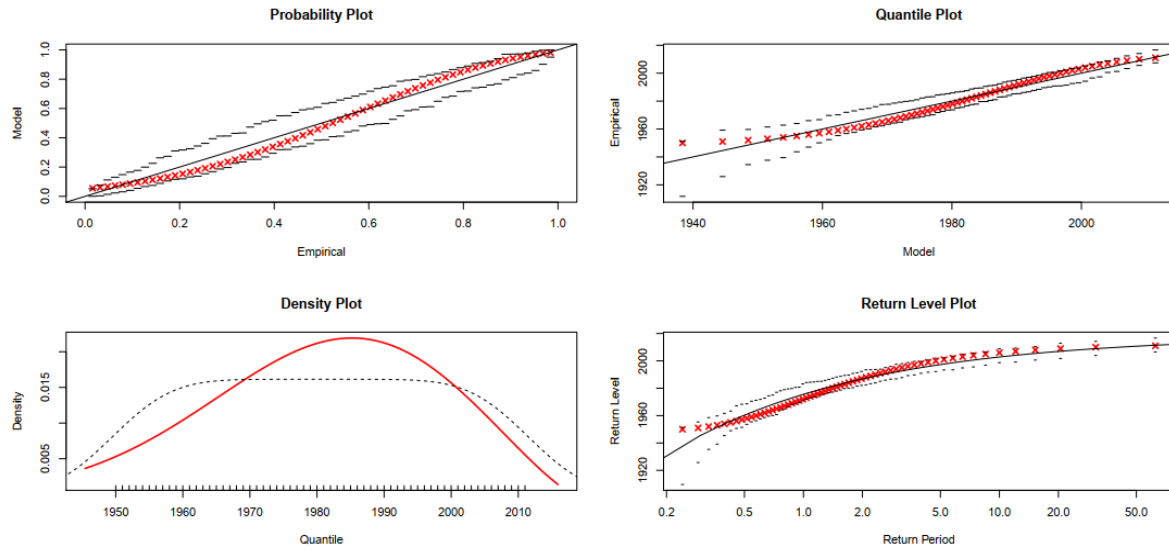 Probability Plot
Model
0.0 0.2 0.4 0.6 0.8 1.0
0.0 0.2 0.4 0.6 0.8 1.0
Empirical
Quantile Plot
Empirical
1920 1960 2000
1940 1960 1980 2000
Model
Density Plot
Density
0.005 0.015
1950 1960 1970 1980 1990 2000 2010
Quantile
Return Level Plot
Return Level
1920 1960 2000
0.2 0.5 1.0 2.0 5.0 10.0 20.0 50.0
Return Period